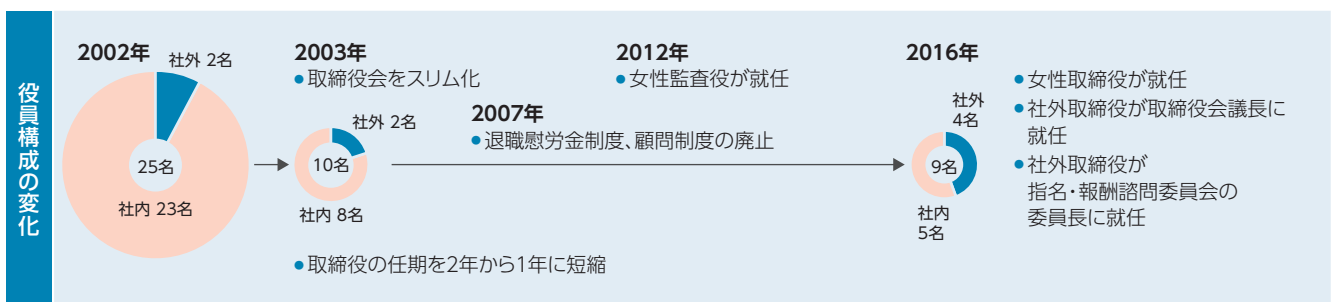 役員構成の変化
2002年
社外 2名
25名
社内 23名
2003年
●取締役会をスリム化
社外 2名
10名
社内 8名
●取締役の任期を2年から1年に短縮
2007年
●退職慰労金制度、顧問制度の廃止
2012年
●女性監査役が就任
2016年
社外
4名
9名
社内
5名
●女性取締役が就任
●社外取締役が取締役会議長に
就任
●社外取締役が
指名・報酬諮問委員会の
委員長に就任